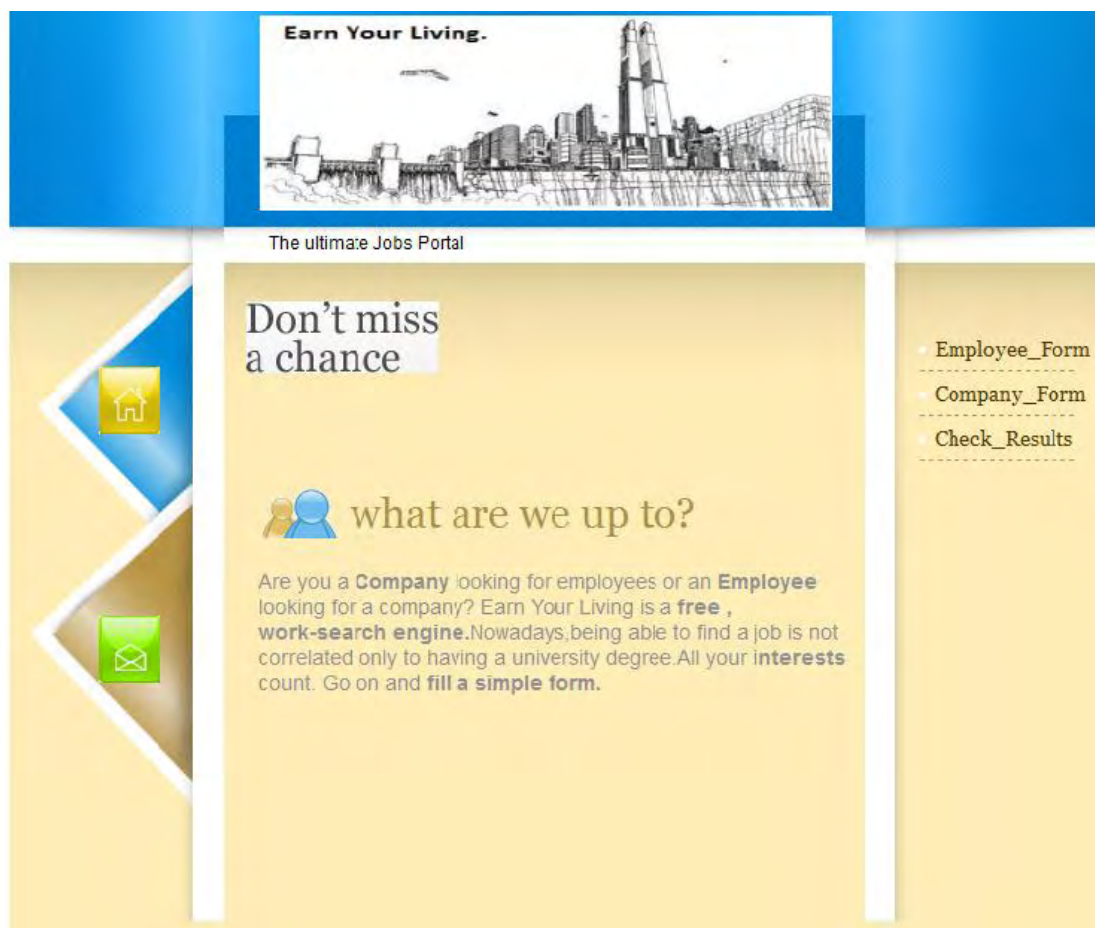 Earn Your Living.
The ultimate Jobs Portal
Don't miss
a chance
Employee_Form
Company_Form
Check_Results
what are we up to?
Are you a Company looking for employees or an Employee
looking for a company? Earn Your Living is a free ,
work-search engine.Nowadays,being able to find a job is not
correlated only to having a university degree.All your interests
count. Go on and fill a simple form.